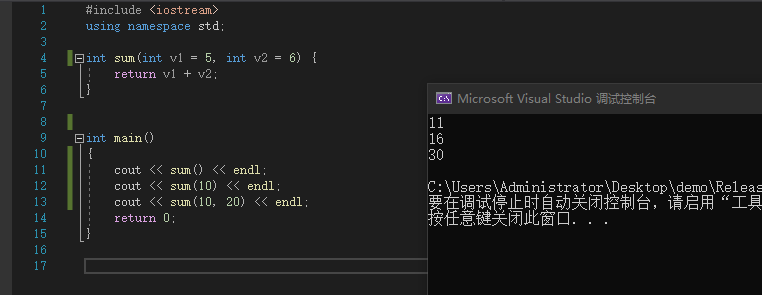 1 #include <iostream>
2 using namespace std;
3
4 int sum(int v1 = 5, int v2 = 6) {
5 return v1 + v2;
6 }
7
8
9 int main()
10 {
11 cout << sum() << endl;
12 cout << sum(10) << endl;
13 cout << sum(10, 20) << endl;
14 return 0;
15 }
16
17
C:\ Microsoft Visual Studio 调试控制台
11
16
30
C:\Users\Administrator\Desktop\demo\Releas
要在调试停止时自动关闭控制台，请启用“工具
按任意键关闭此窗口. . .